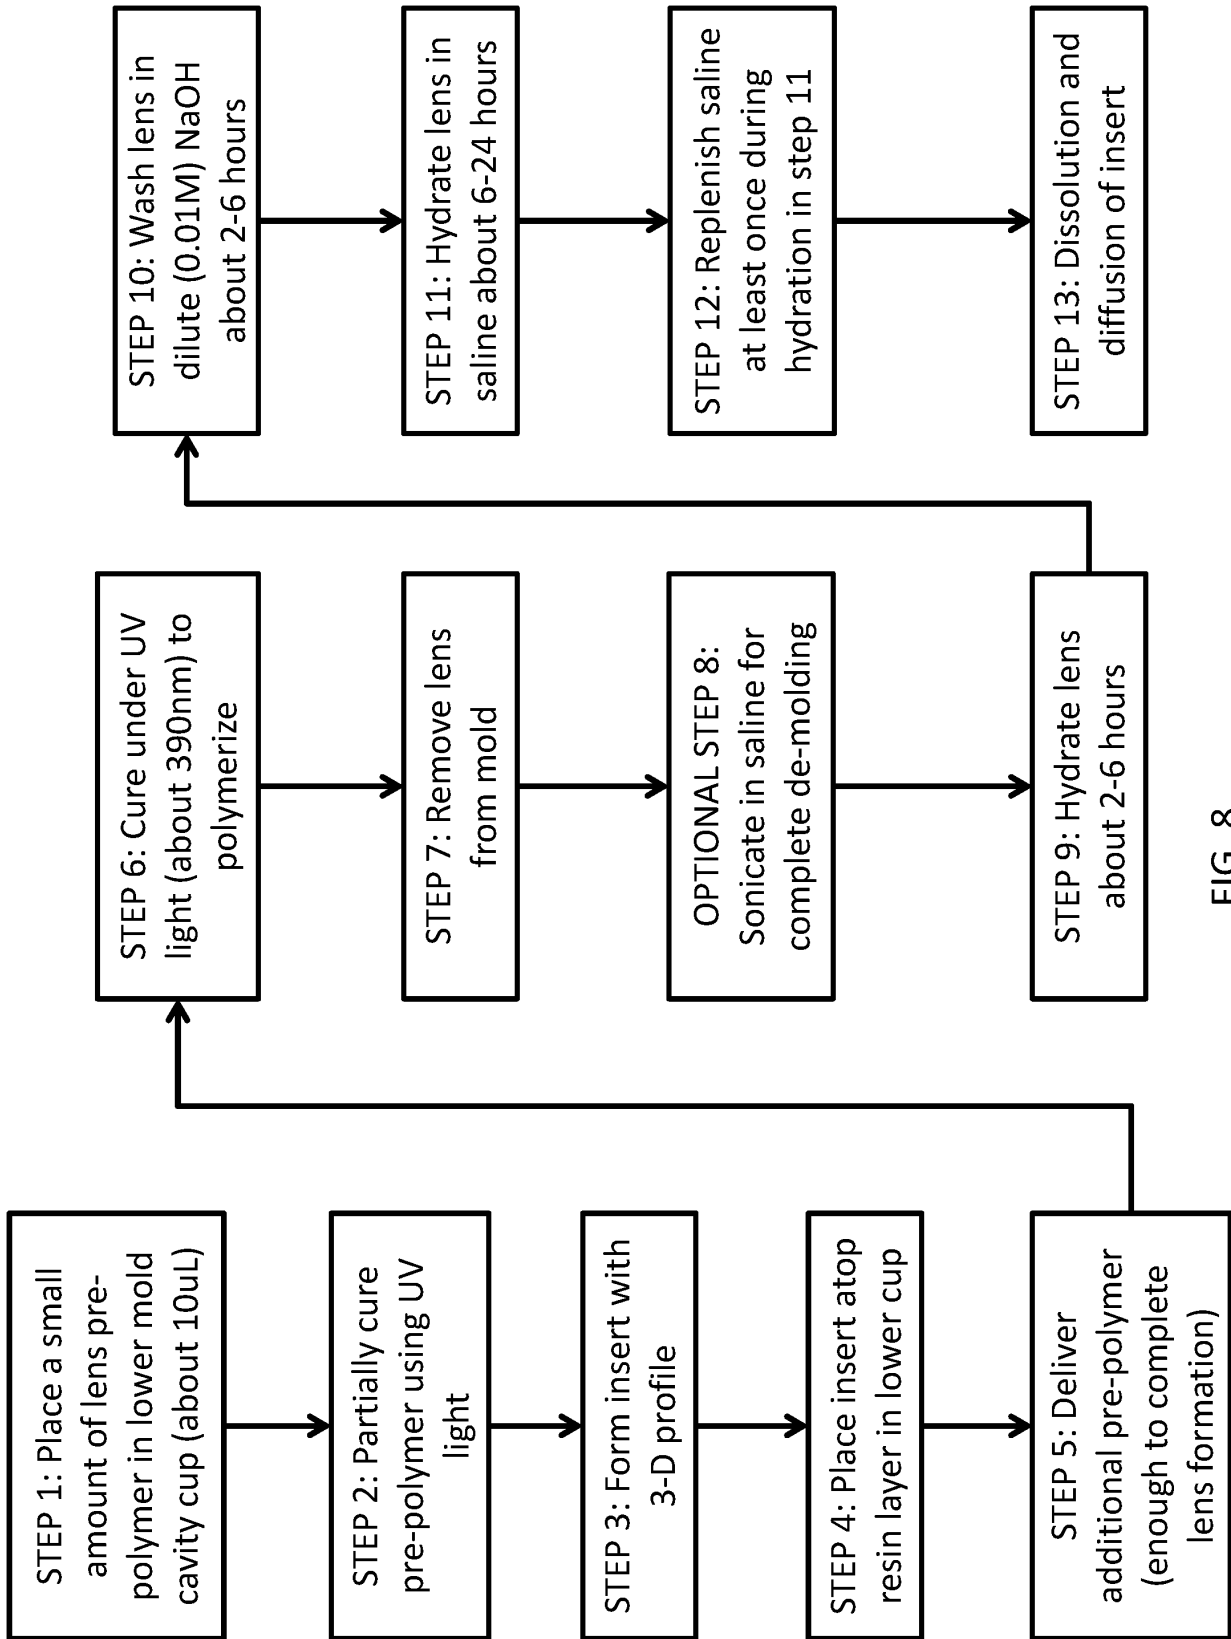 STEP 1: Place a small
amount of lens pre-
polymer in lower mold
cavity cup (about 10uL)
STEP 2: Partially cure
pre-polymer using UV
light
STEP 3: Form insert with
3-D profile
STEP 4: Place insert atop
resin layer in lower cup
STEP 5: Deliver
additional pre-polymer
(enough to complete
lens formation)
STEP 6: Cure under UV
light (about 390nm) to
polymerize
STEP 7: Remove lens
from mold
OPTIONAL STEP 8:
Sonicate in saline for
complete de-molding
STEP 9: Hydrate lens
about 2-6 hours
STEP 10: Wash lens in
dilute (0.01M) NaOH
about 2-6 hours
STEP 11: Hydrate lens in
saline about 6-24 hours
STEP 12: Replenish saline
at least once during
hydration in step 11
STEP 13: Dissolution and
diffusion of insert
FIG. 8